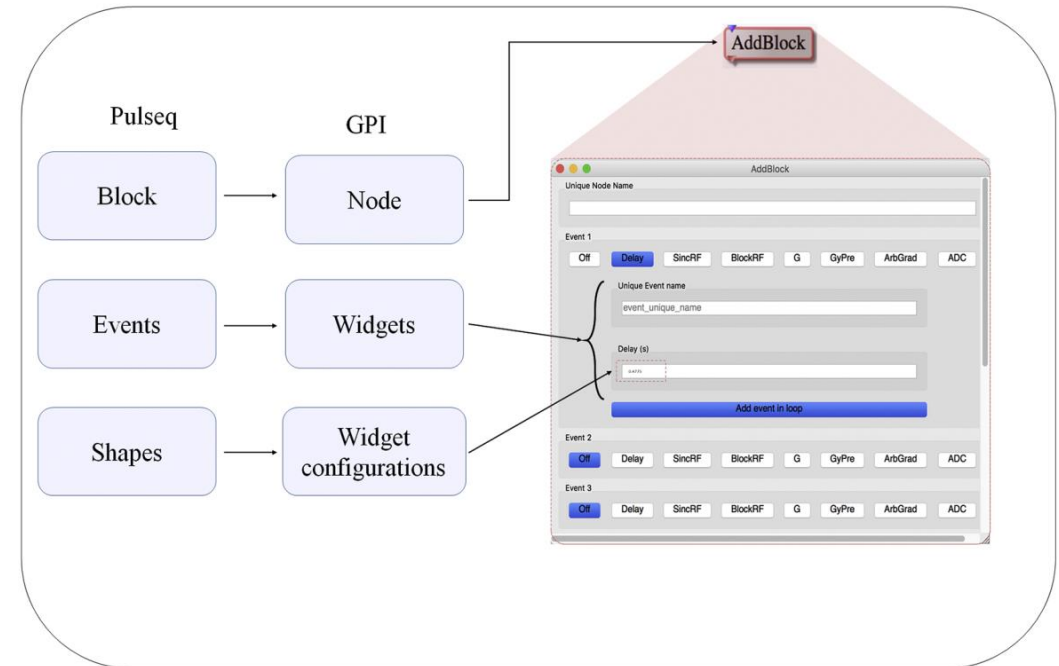 AddBlock
Pulseq
GPI
Block
Node
Events
Widgets
Shapes
Widget
configurations
AddBlock
Unique Node Name
Event 1
Off Delay SincRF BlockRF G GyPre ArbGrad ADC
Unique Event name
event_unique_name
Delay (s)
Add event in loop
Event 2
Off Delay SincRF BlockRF G GyPre ArbGrad ADC
Event 3
Off Delay SincRF BlockRF G GyPre ArbGrad ADC